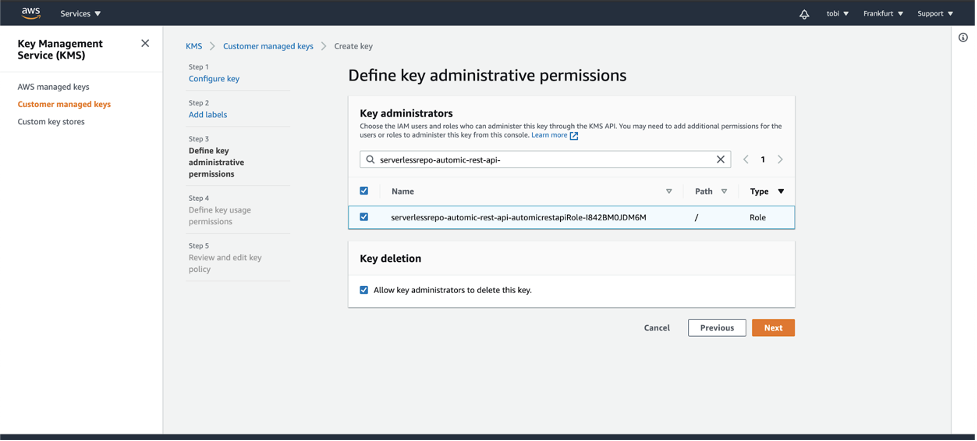 aws Services ▼ tobi ▼ Frankfurt ▼ Support ▼
Key Management
Service (KMS)
AWS managed keys
Customer managed keys
Custom key stores
KMS > Customer managed keys > Create key
Step 1
Configure key
Step 2
Add labels
Step 3
Define key
administrative
permissions
Step 4
Define key usage
permissions
Step 5
Review and edit key
policy
Define key administrative permissions
Key administrators
Choose the IAM users and roles who can administer this key through the KMS API. You may need to add additional permissions for the
users or roles to administer this key from this console. Learn more
serverlessrepo-automic-rest-api-
1
Name Path Type
serverlessrepo-automic-rest-api-automicrestapiRole-I842BM0JDM6M / Role
Key deletion
Allow key administrators to delete this key.
Cancel Previous Next